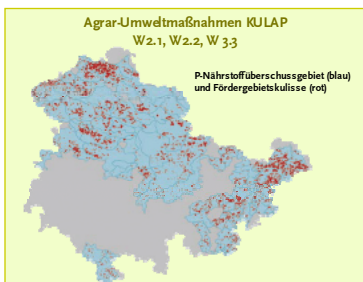 Agrar-Umweltmaßnahmen KULAP
W2.1, W2.2, W 3.3
P-Nährstoffüberschussgebiet (blau)
und Fördergebietskulisse (rot)